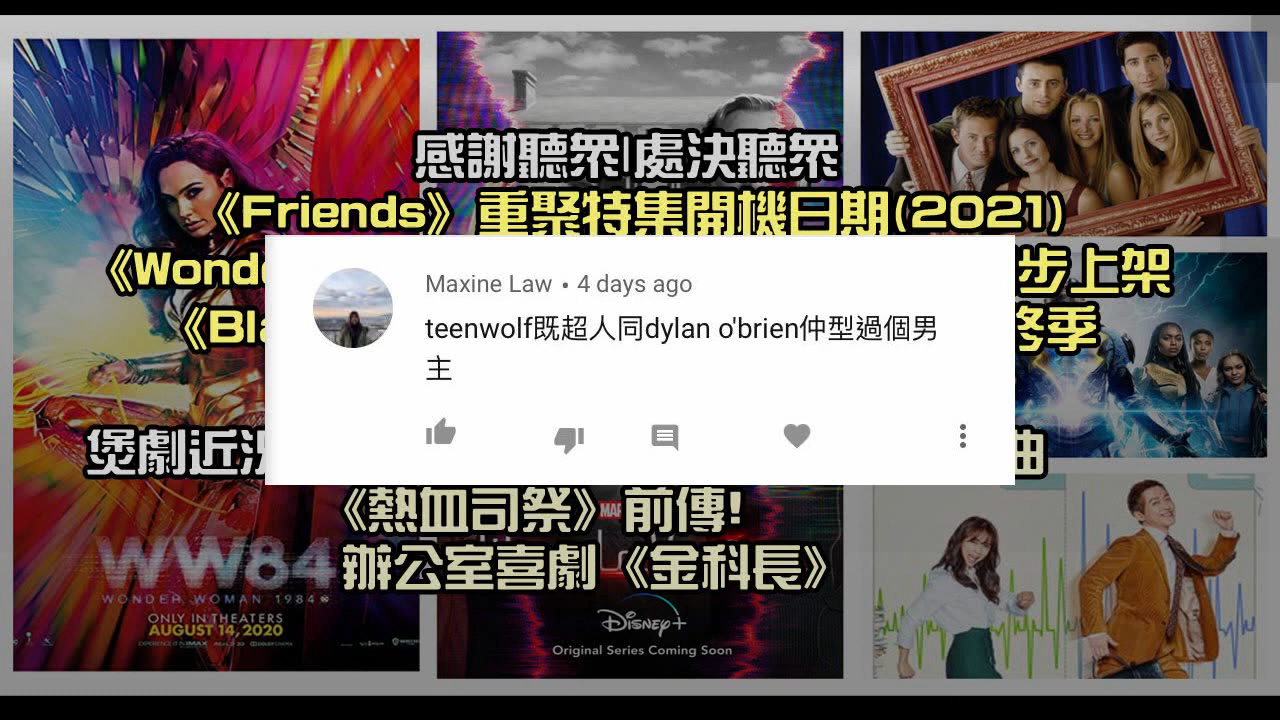 感謝聽眾|處決聽眾
《Friends》重聚特集開機日期(2021)
《Wond
步上架
《Bla
終季
Maxine Law • 4 days ago
teenwolf既超人同dylan o'brien仲型過個男
主
煲劇近況
曲
《熱血司祭》前傳!
辦公室喜劇《金科長》
WW84
WONDER WOMAN 1984
ONLY IN THEATERS
AUGUST 14, 2020
IMAX
MAR
Disney+
Original Series Coming Soon